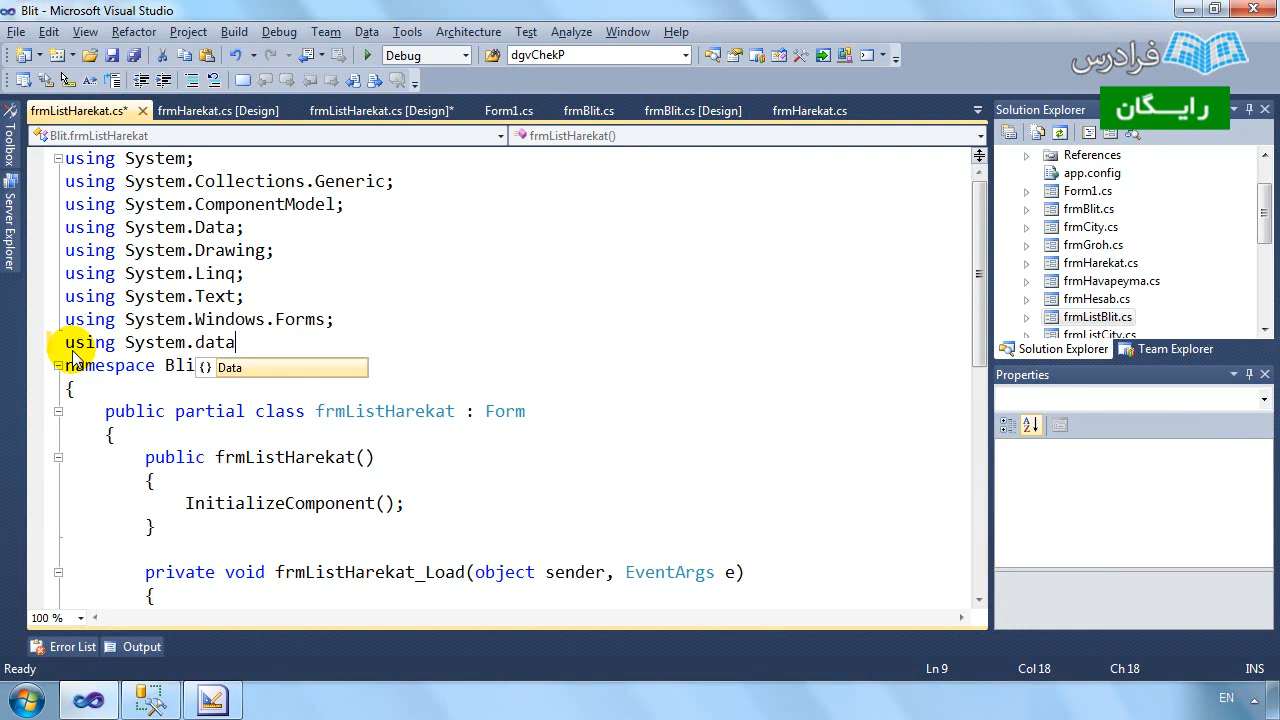 Blit - Microsoft Visual Studio
File Edit View Refactor Project Build Debug Team Data Tools Architecture Test Analyze Window Help
Debug dgvChekP
فرادرس
رایـــگان
frmListHarekat.cs* frmHarekat.cs [Design] frmListHarekat.cs [Design]* Form1.cs frmBlit.cs frmBlit.cs [Design] frmHarekat.cs
Blit.frmListHarekat frmListHarekat()
Toolbox
Server Explorer
using System;
using System.Collections.Generic;
using System.ComponentModel;
using System.Data;
using System.Drawing;
using System.Linq;
using System.Text;
using System.Windows.Forms;
using System.data
namespace Bli
{} Data
{
public partial class frmListHarekat : Form
{
public frmListHarekat()
{
InitializeComponent();
}
private void frmListHarekat_Load(object sender, EventArgs e)
{
100 %
Solution Explorer
References
app.config
Form1.cs
frmBlit.cs
frmCity.cs
frmGroh.cs
frmHarekat.cs
frmHavapeyma.cs
frmHesab.cs
frmListBlit.cs
frmListCity.cs
Solution Explorer Team Explorer
Properties
Error List Output
Ready Ln 9 Col 18 Ch 18 INS
EN